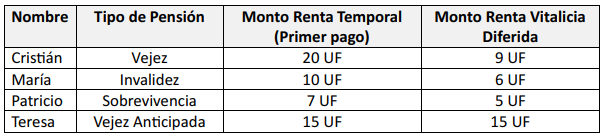 Nombre Tipo de Pensión Monto Renta Temporal Monto Renta Vitalicia
(Primer pago) Diferida
Cristián Vejez 20 UF 9 UF
María Invalidez 10 UF 6 UF
Patricio Sobrevivencia 7 UF 5 UF
Teresa Vejez Anticipada 15 UF 15 UF